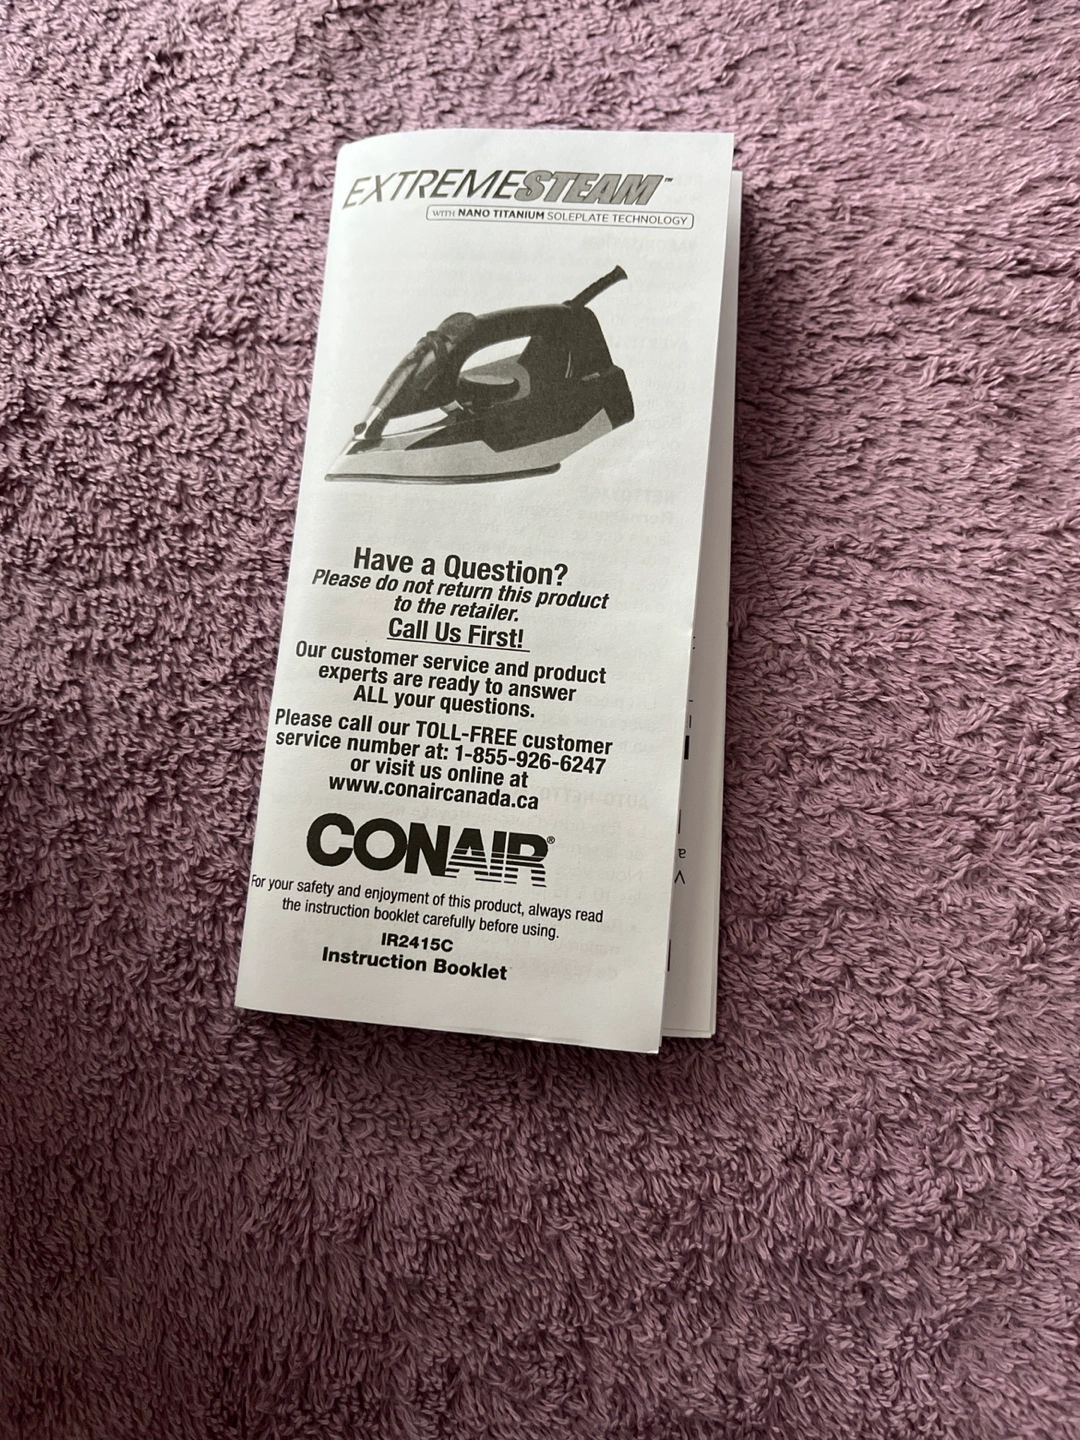 EXTREMESTEAM™
WITH NANO TITANIUM SOLEPLATE TECHNOLOGY
Have a Question?
Please do not return this product
to the retailer.
Call Us First!
Our customer service and product
experts are ready to answer
ALL your questions.
Please call our TOLL-FREE customer
service number at: 1-855-926-6247
or visit us online at
www.conaircanada.ca
CONAIR®
For your safety and enjoyment of this product, always read
the instruction booklet carefully before using.
IR2415C
Instruction Booklet